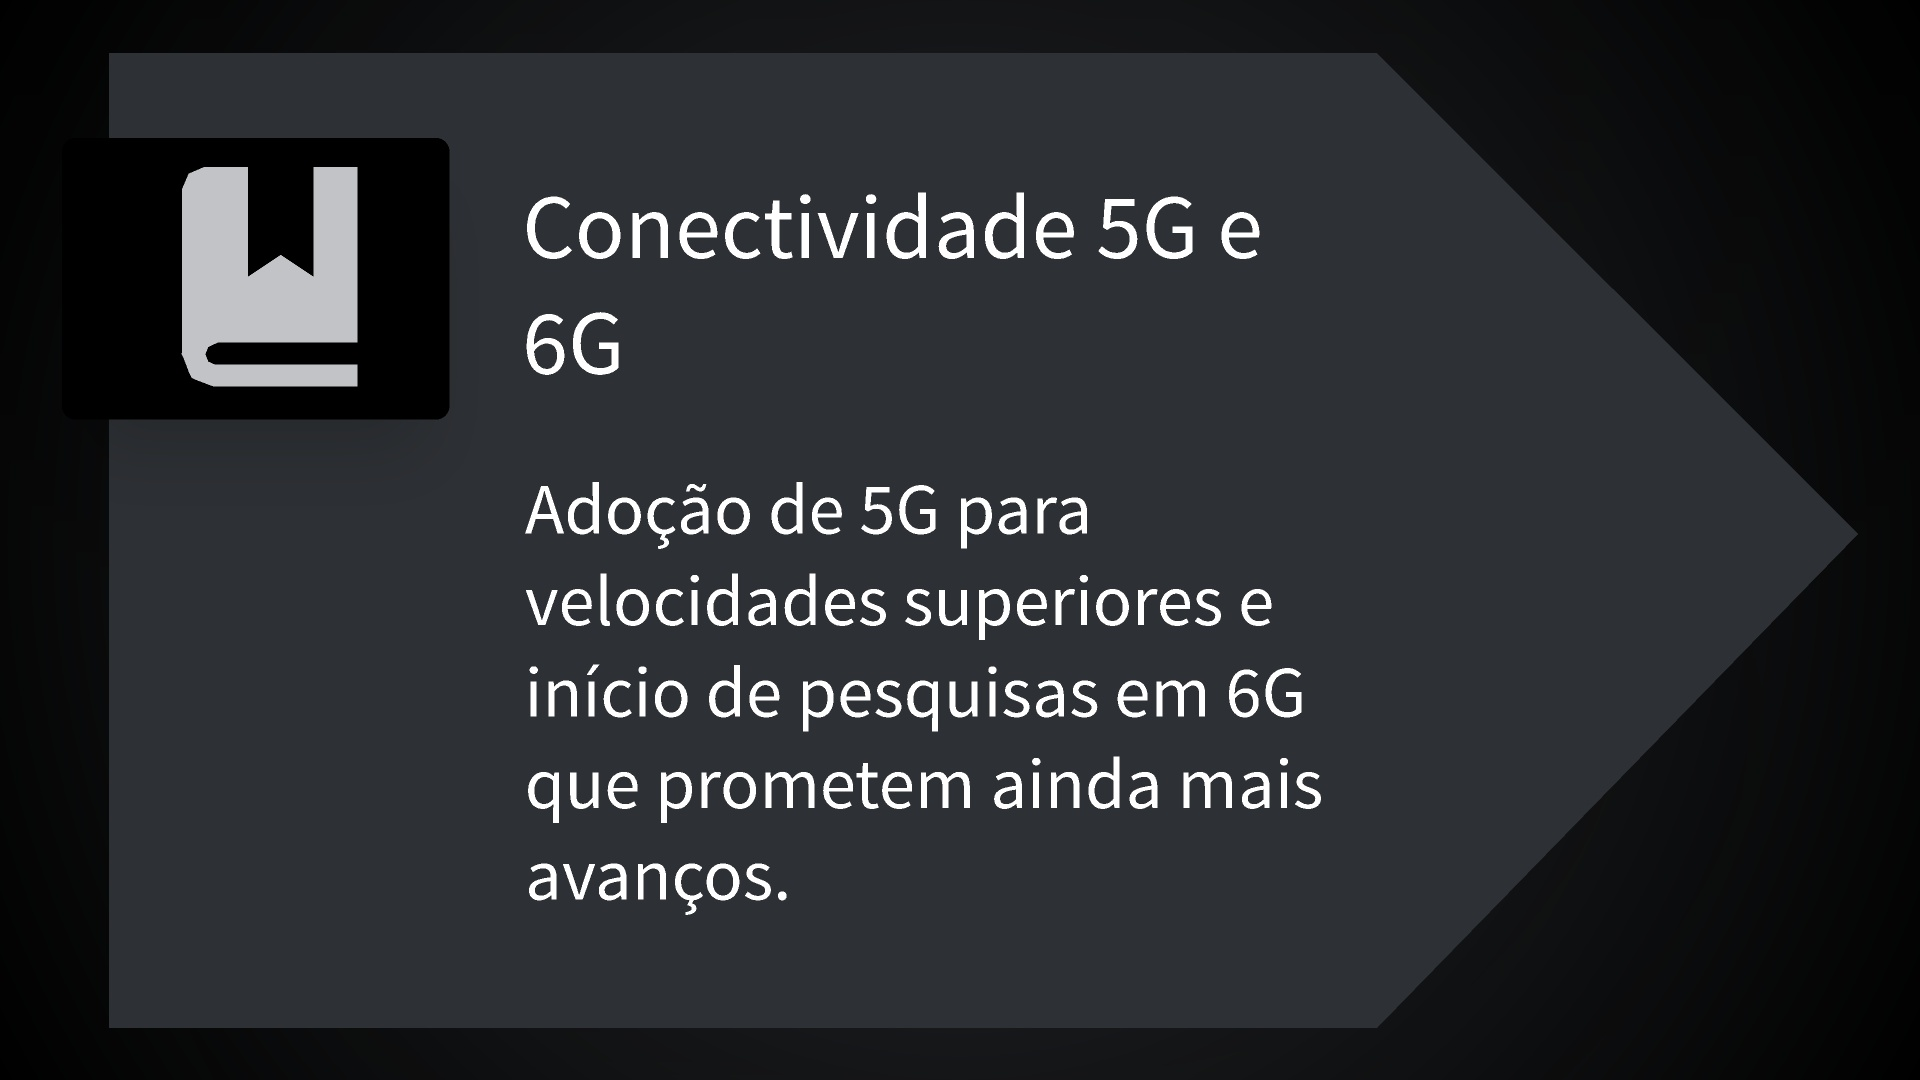 Conectividade 5G e
6G
Adoção de 5G para
velocidades superiores e
início de pesquisas em 6G
que prometem ainda mais
avanços.